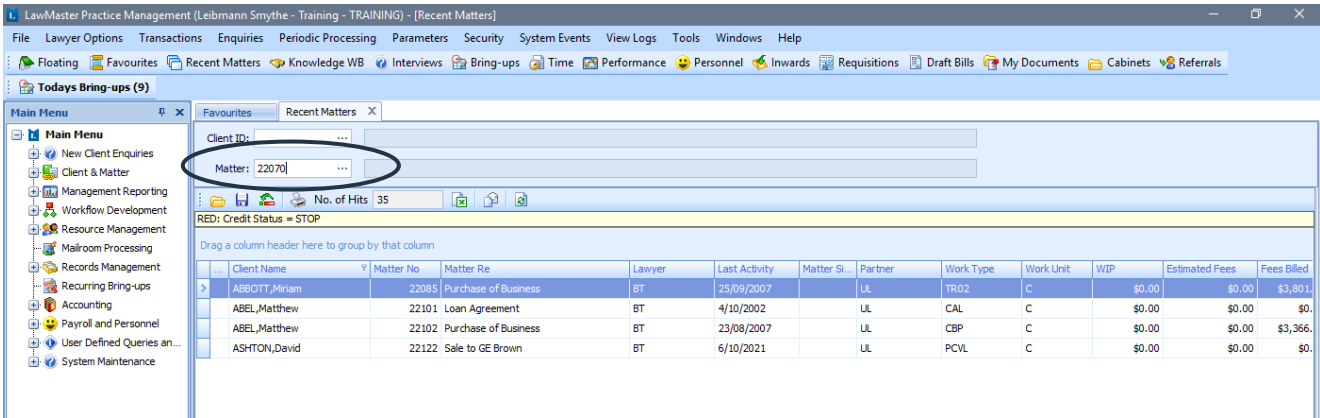 LawMaster Practice Management (Leibmann Smythe - Training - TRAINING) - [Recent Matters]
File Lawyer Options Transactions Enquiries Periodic Processing Parameters Security System Events View Logs Tools Windows Help
Floating Favourites Recent Matters Knowledge WB Interviews Bring-ups Time Performance Personnel Inwards Requisitions Draft Bills My Documents Cabinets Referrals
Todays Bring-ups (9)
Main Menu
Main Menu
New Client Enquiries
Client & Matter
Management Reporting
Workflow Development
Resource Management
Mailroom Processing
Records Management
Recurring Bring-ups
Accounting
Payroll and Personnel
User Defined Queries an...
System Maintenance
Favourites Recent Matters X
Client ID: ...
Matter: 22070 ...
No. of Hits 35
RED: Credit Status = STOP
Drag a column header here to group by that column
... Client Name Matter No Matter Re Lawyer Last Activity Matter Si... Partner Work Type Work Unit WIP Estimated Fees Fees Billed
ABBOTT,Miriam 22085 Purchase of Business BT 25/09/2007 UL TR02 C $0.00 $0.00 $3,801.
ABEL,Matthew 22101 Loan Agreement BT 4/10/2002 UL CAL C $0.00 $0.00 $0.
ABEL,Matthew 22102 Purchase of Business BT 23/08/2007 UL CBP C $0.00 $0.00 $3,366.
ASHTON,David 22122 Sale to GE Brown BT 6/10/2021 UL PCVL C $0.00 $0.00 $0.